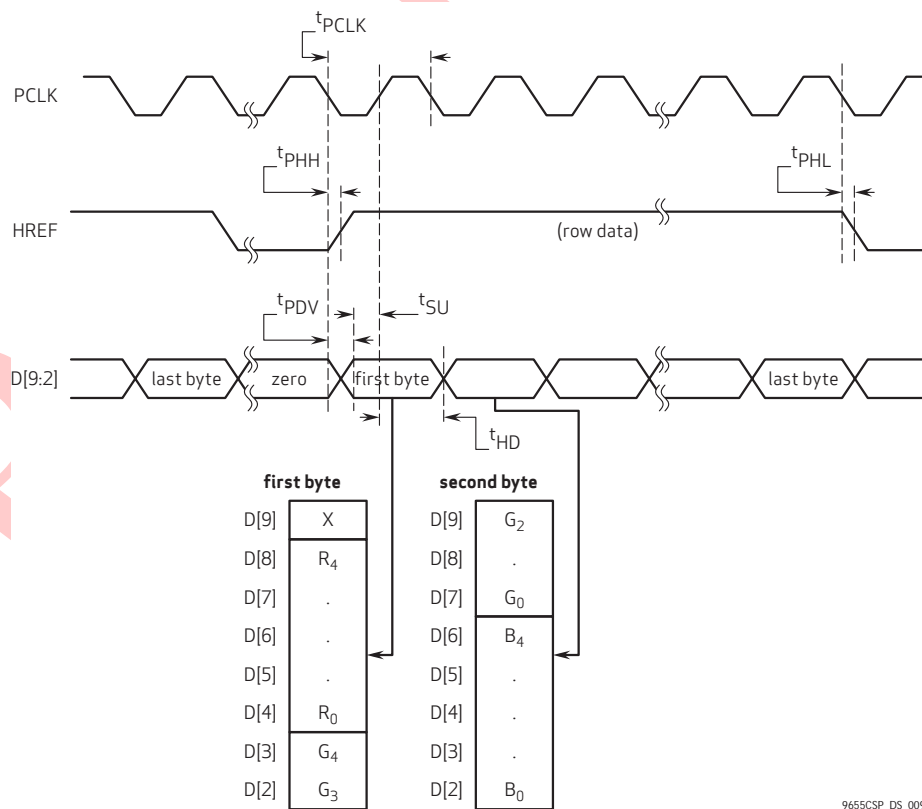 tPCLK
PCLK
tPHH
tPHL
HREF
(row data)
tPDV
tSU
D[9:2]
last byte
zero
first byte
last byte
tHD
first byte
second byte
D[9] X
D[8] R4
D[7] .
D[6] .
D[5] .
D[4] R0
D[3] G4
D[2] G3
D[9] G2
D[8] .
D[7] G0
D[6] B4
D[5] .
D[4] .
D[3] .
D[2] B0